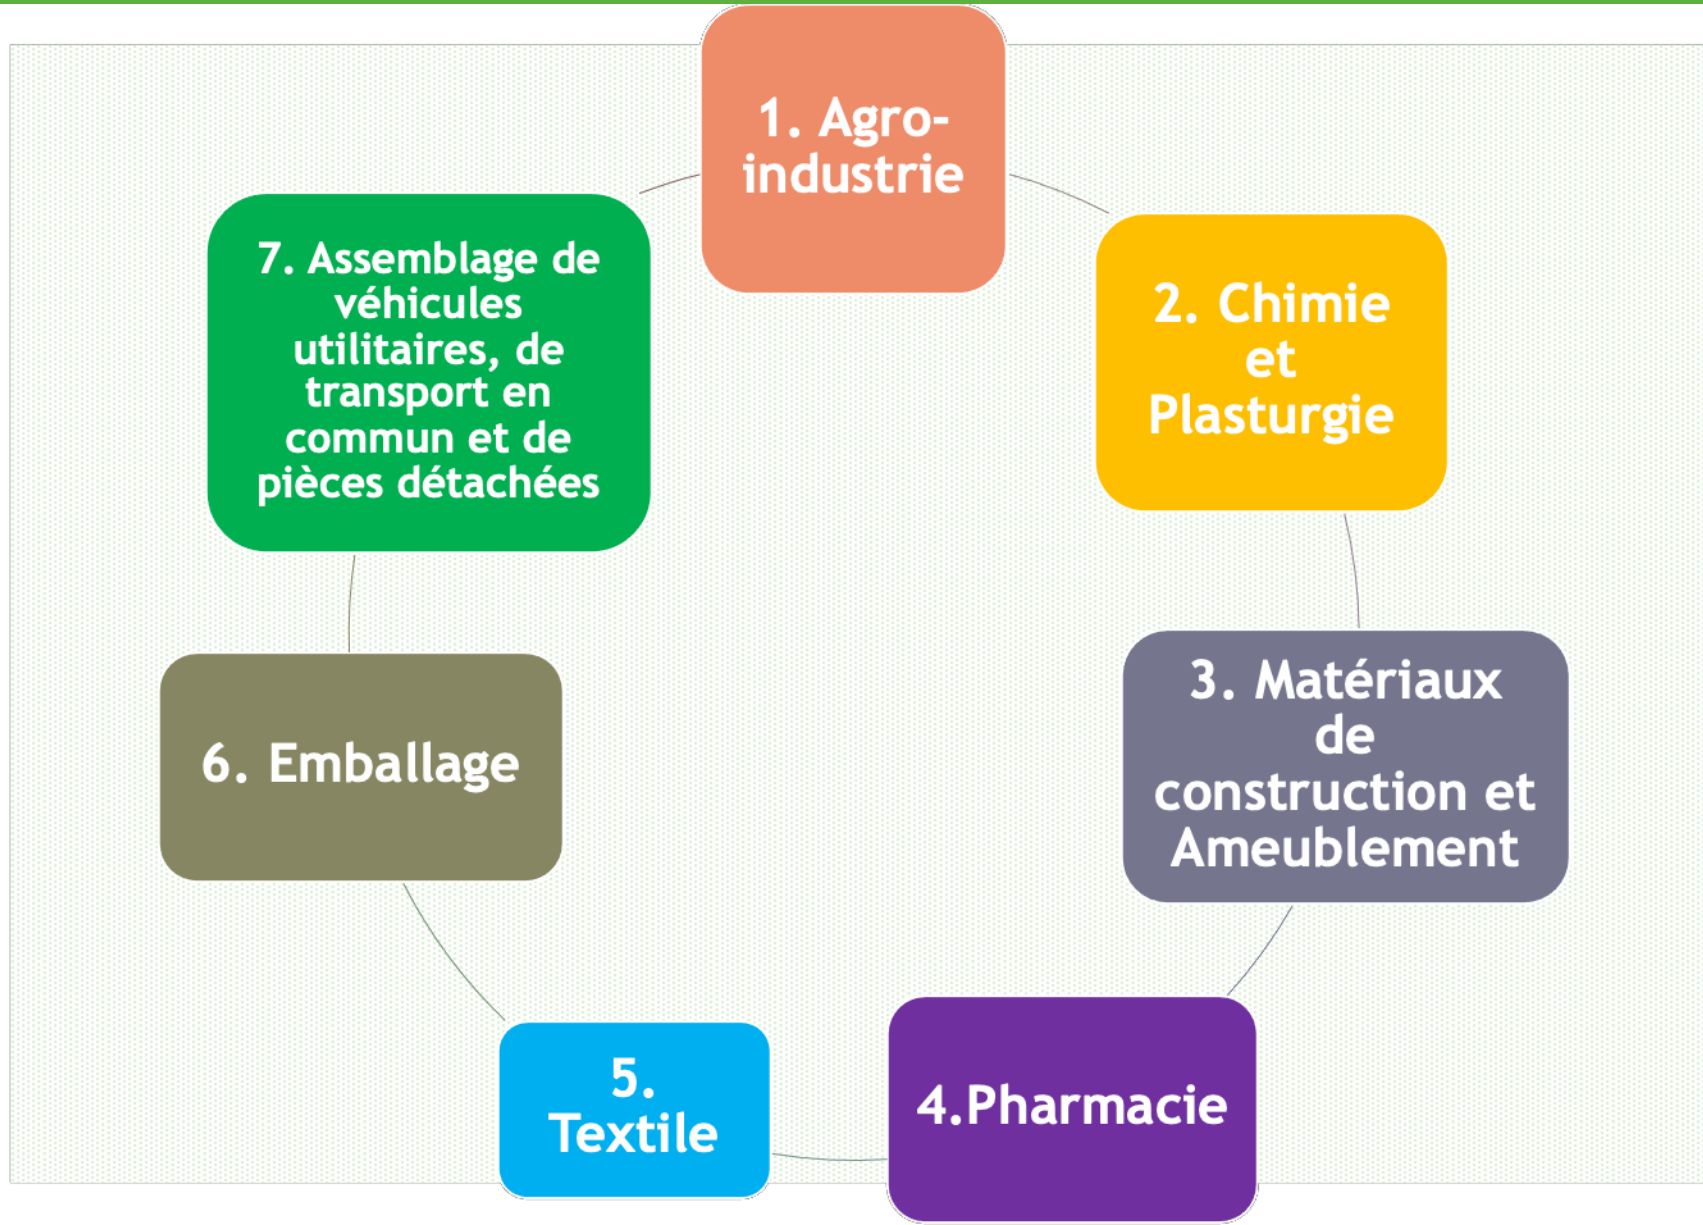 1. Agro-
industrie
2. Chimie
et
Plasturgie
3. Matériaux
de
construction et
Ameublement
4.Pharmacie
5.
Textile
6. Emballage
7. Assemblage de
véhicules
utilitaires, de
transport en
commun et de
pièces détachées